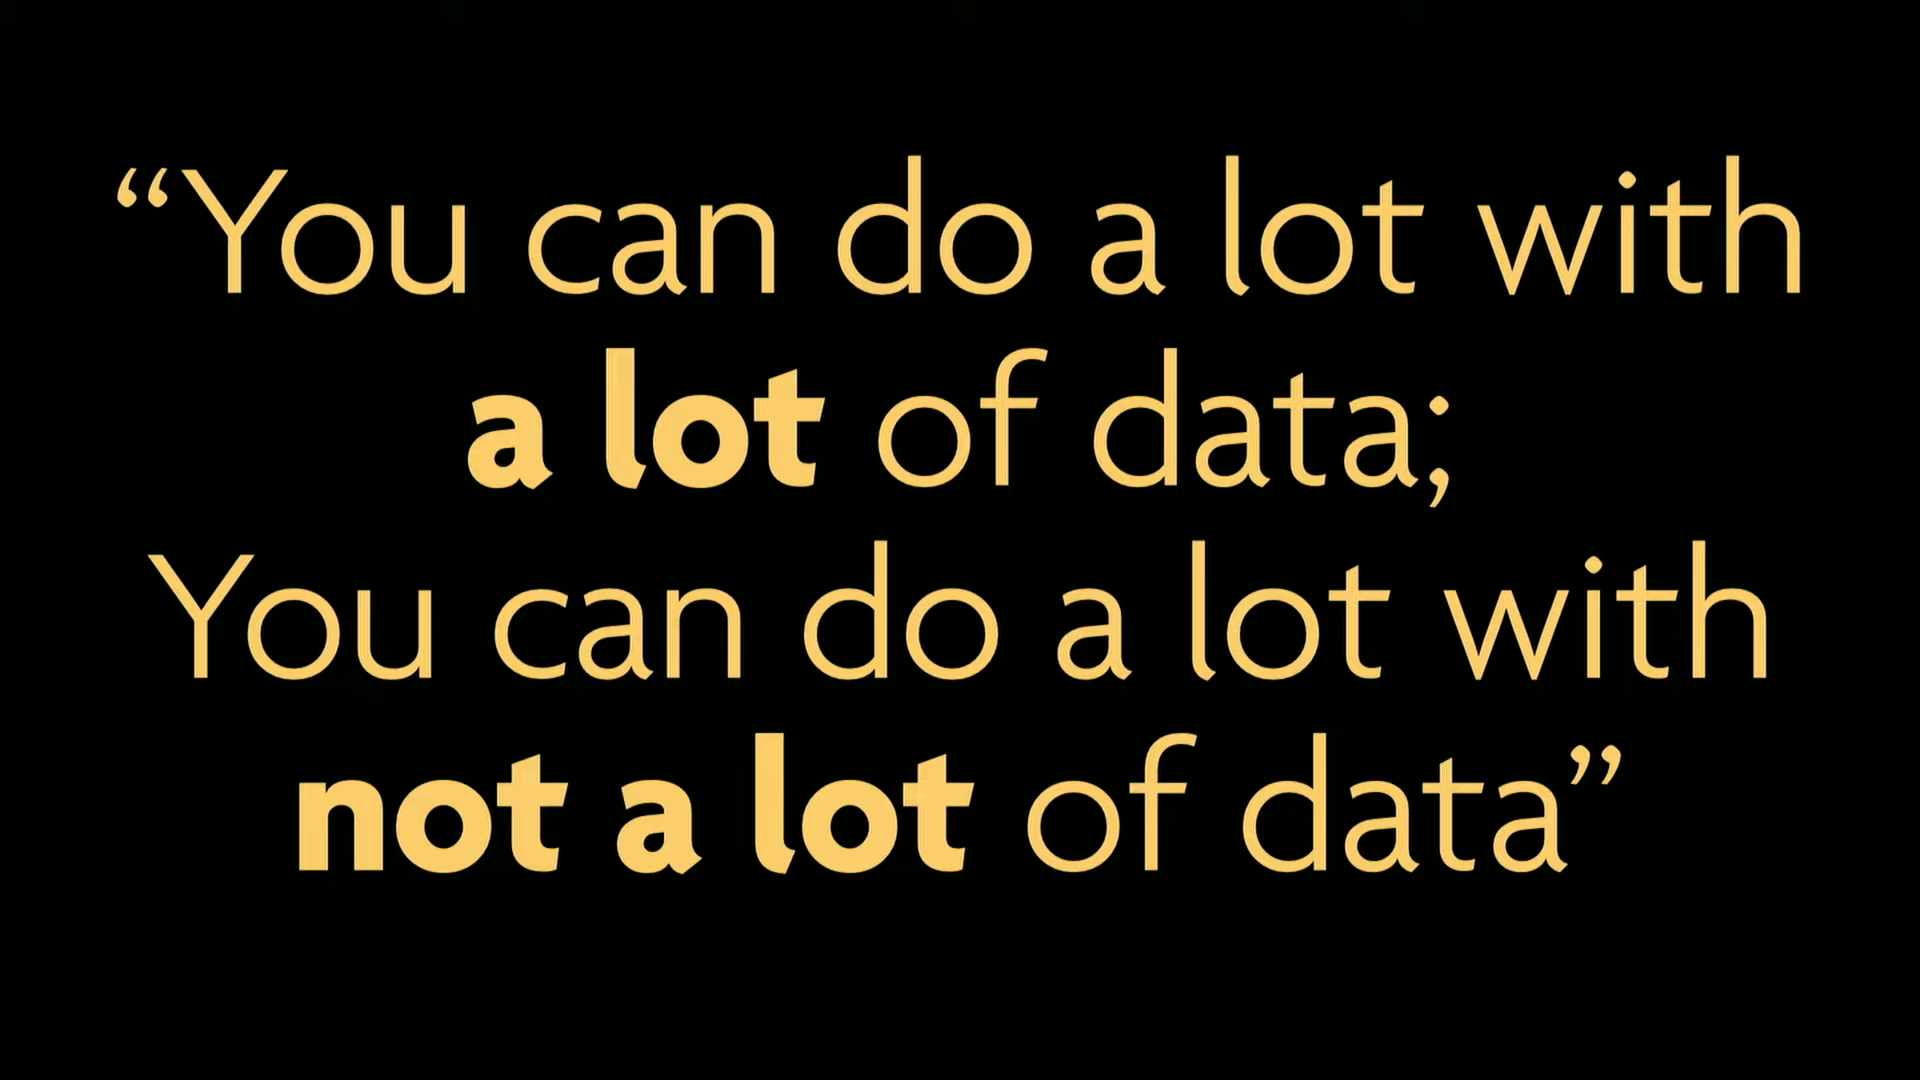 “You can do a lot with
a lot of data;
You can do a lot with
not a lot of data”